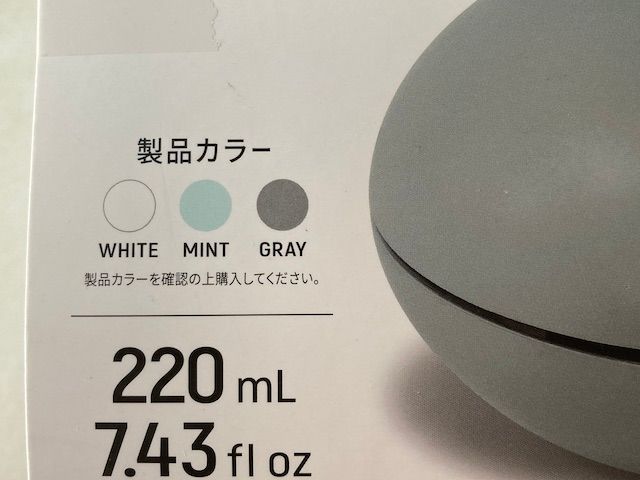 製品カラー
WHITE MINT GRAY
製品カラーを確認の上購入してください。
220 mL
7.43 fl oz